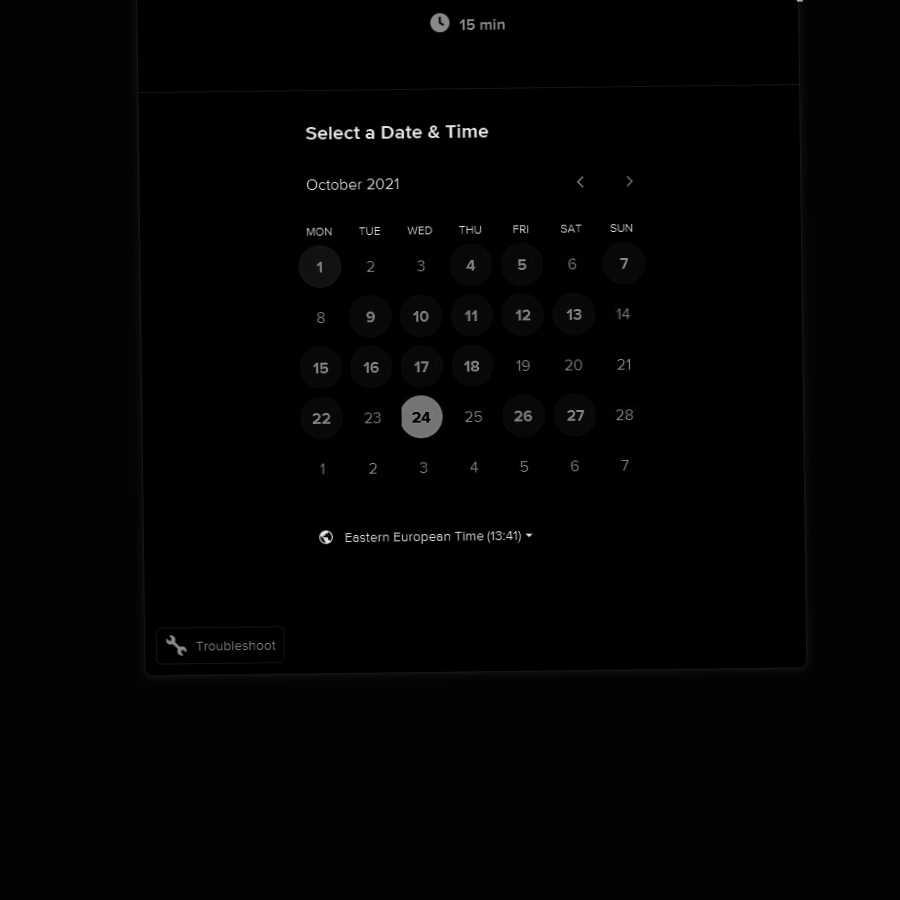 15 min
Select a Date & Time
October 2021
MON TUE WED THU FRI SAT SUN
1 2 3 4 5 6 7
8 9 10 11 12 13 14
15 16 17 18 19 20 21
22 23 24 25 26 27 28
1 2 3 4 5 6 7
Eastern European Time (13:41)
Troubleshoot